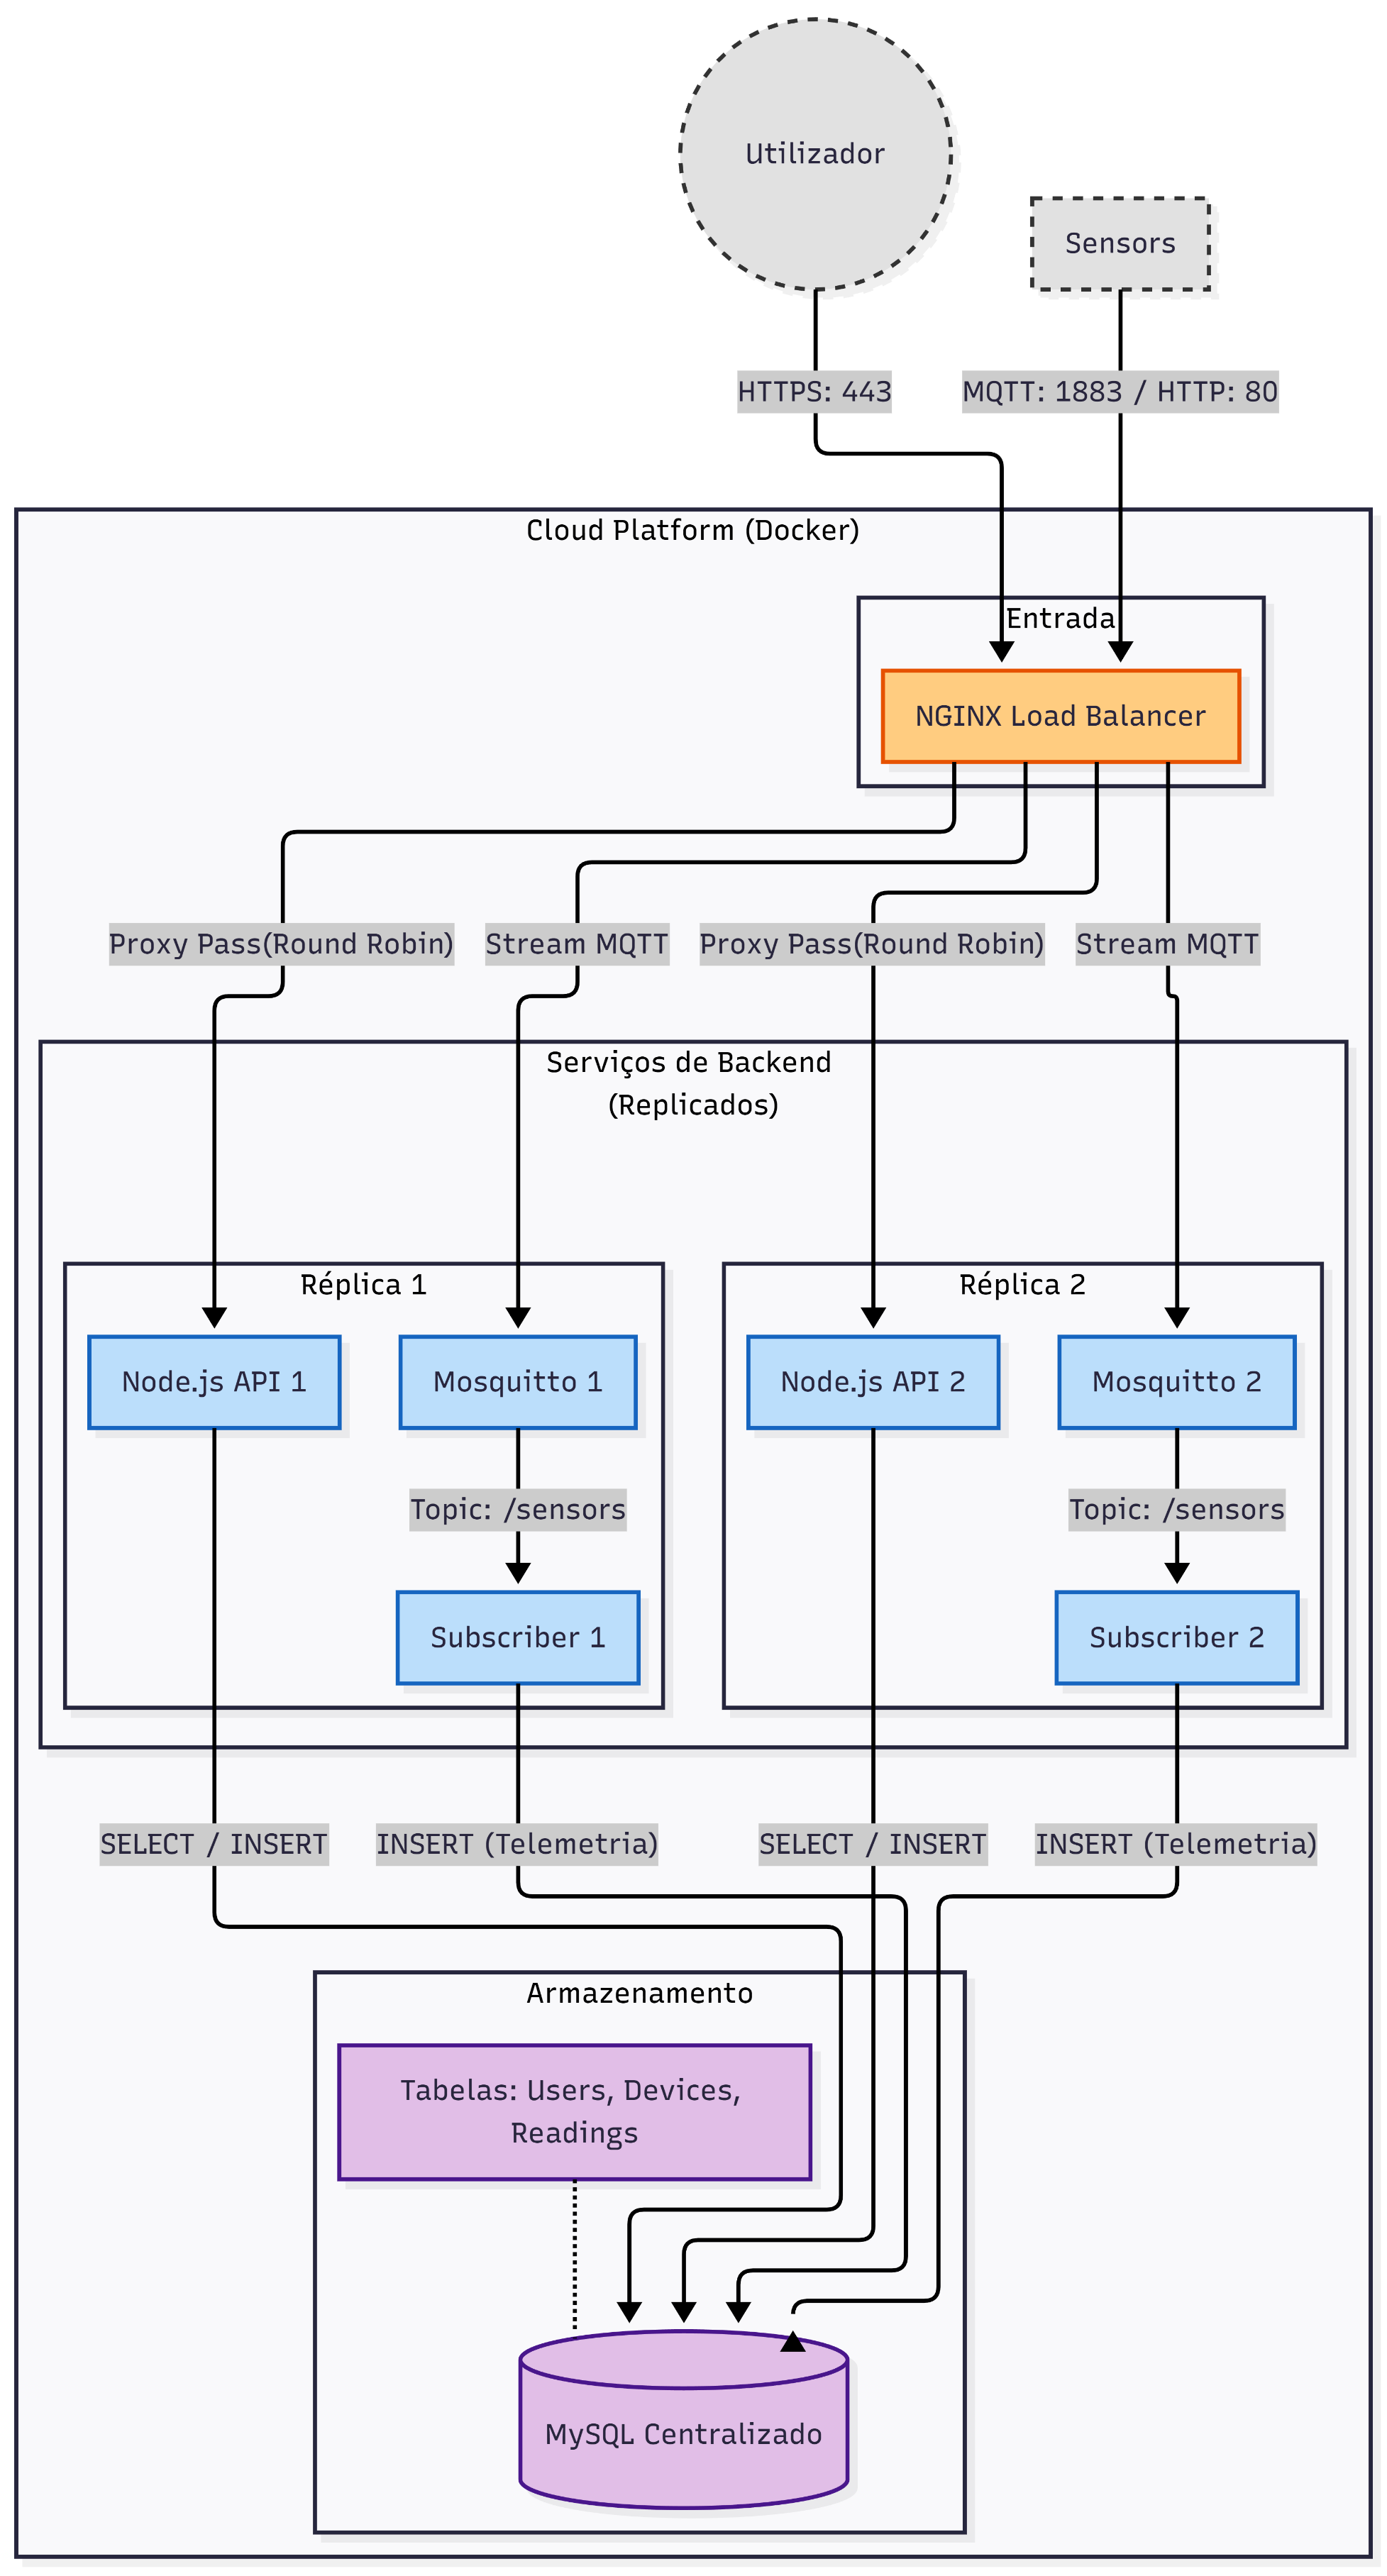 Utilizador
Sensors
HTTPS: 443
MQTT: 1883 / HTTP: 80
Cloud Platform (Docker)
Entrada
NGINX Load Balancer
Proxy Pass(Round Robin)
Stream MQTT
Proxy Pass(Round Robin)
Stream MQTT
Serviços de Backend
(Replicados)
Réplica 1
Réplica 2
Node.js API 1
Mosquitto 1
Node.js API 2
Mosquitto 2
Topic: /sensors
Topic: /sensors
Subscriber 1
Subscriber 2
SELECT / INSERT
INSERT (Telemetria)
SELECT / INSERT
INSERT (Telemetria)
Armazenamento
Tabelas: Users, Devices,
Readings
MySQL Centralizado